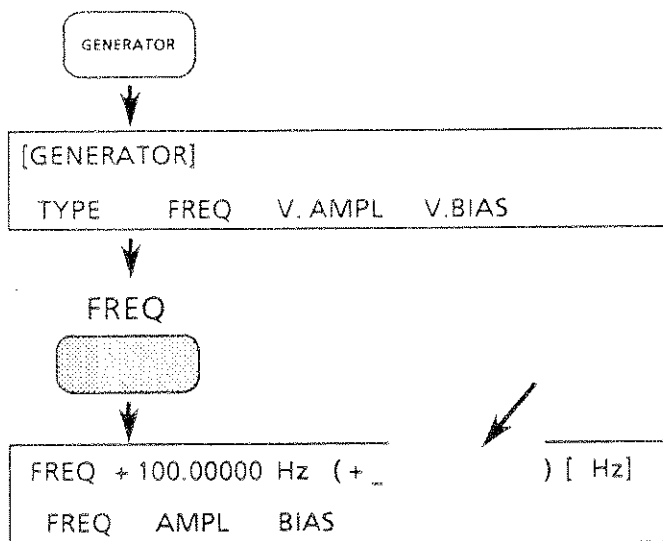 GENERATOR
[GENERATOR]
TYPE FREQ V. AMPL V.BIAS
FREQ
FREQ + 100.00000 Hz (+ _ ) [ Hz]
FREQ AMPL BIAS